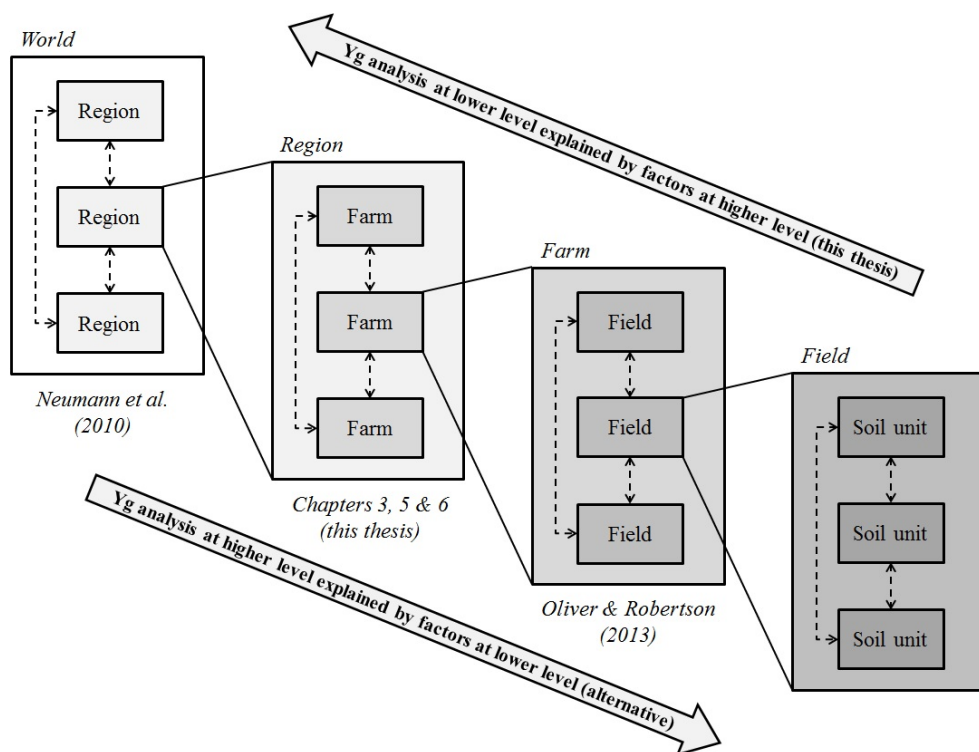 World
Region
Region
Region
Neumann et al.
(2010)
Yg analysis at lower level explained by factors at higher level (this thesis)
Region
Farm
Farm
Farm
Chapters 3, 5 & 6
(this thesis)
Farm
Field
Field
Field
Oliver & Robertson
(2013)
Field
Soil unit
Soil unit
Soil unit
Yg analysis at higher level explained by factors at lower level (alternative)